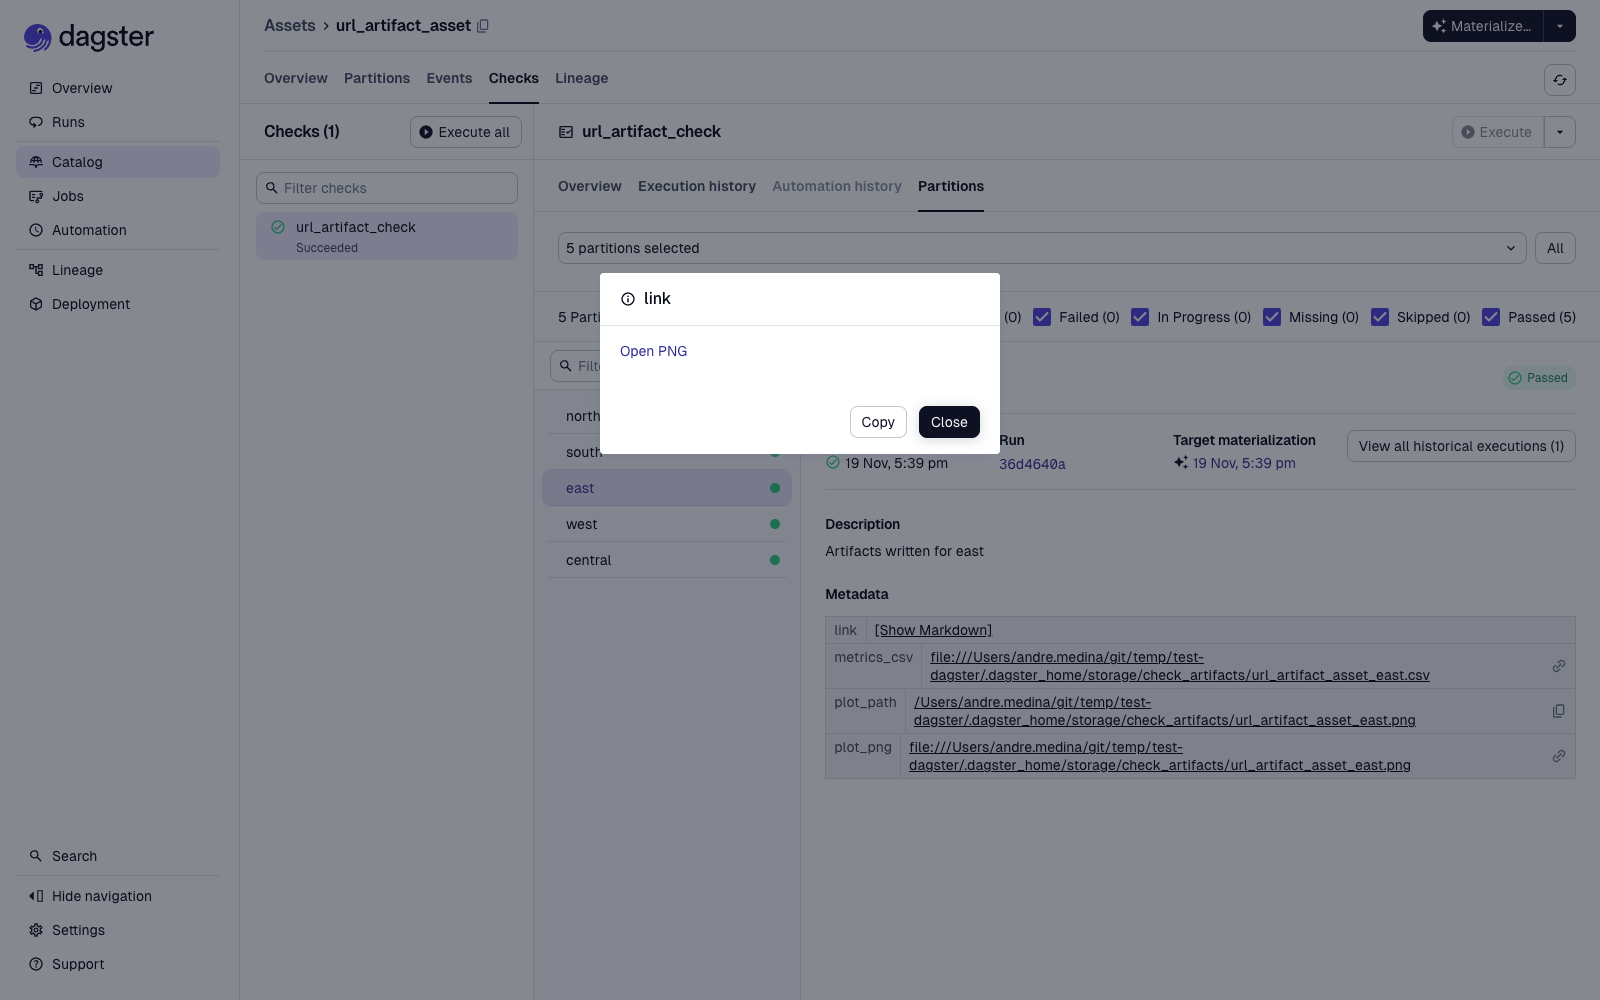 dagster
Overview
Runs
Catalog
Jobs
Automation
Lineage
Deployment
Search
Hide navigation
Settings
Support
Assets › url_artifact_asset
Materialize...
Overview Partitions Events Checks Lineage
Checks (1)
Execute all
Filter checks
url_artifact_check
Succeeded
url_artifact_check
Execute
Overview Execution history Automation history Partitions
5 partitions selected
All
5 Parti
(0) Failed (0) In Progress (0) Missing (0) Skipped (0) Passed (5)
link
Open PNG
Copy Close
Filt
north
south
east
west
central
Passed
Run
Target materialization
View all historical executions (1)
19 Nov, 5:39 pm
36d4640a
19 Nov, 5:39 pm
Description
Artifacts written for east
Metadata
link [Show Markdown]
metrics_csv file:///Users/andre.medina/git/temp/test-
dagster/.dagster_home/storage/check_artifacts/url_artifact_asset_east.csv
plot_path /Users/andre.medina/git/temp/test-
dagster/.dagster_home/storage/check_artifacts/url_artifact_asset_east.png
plot_png file:///Users/andre.medina/git/temp/test-
dagster/.dagster_home/storage/check_artifacts/url_artifact_asset_east.png